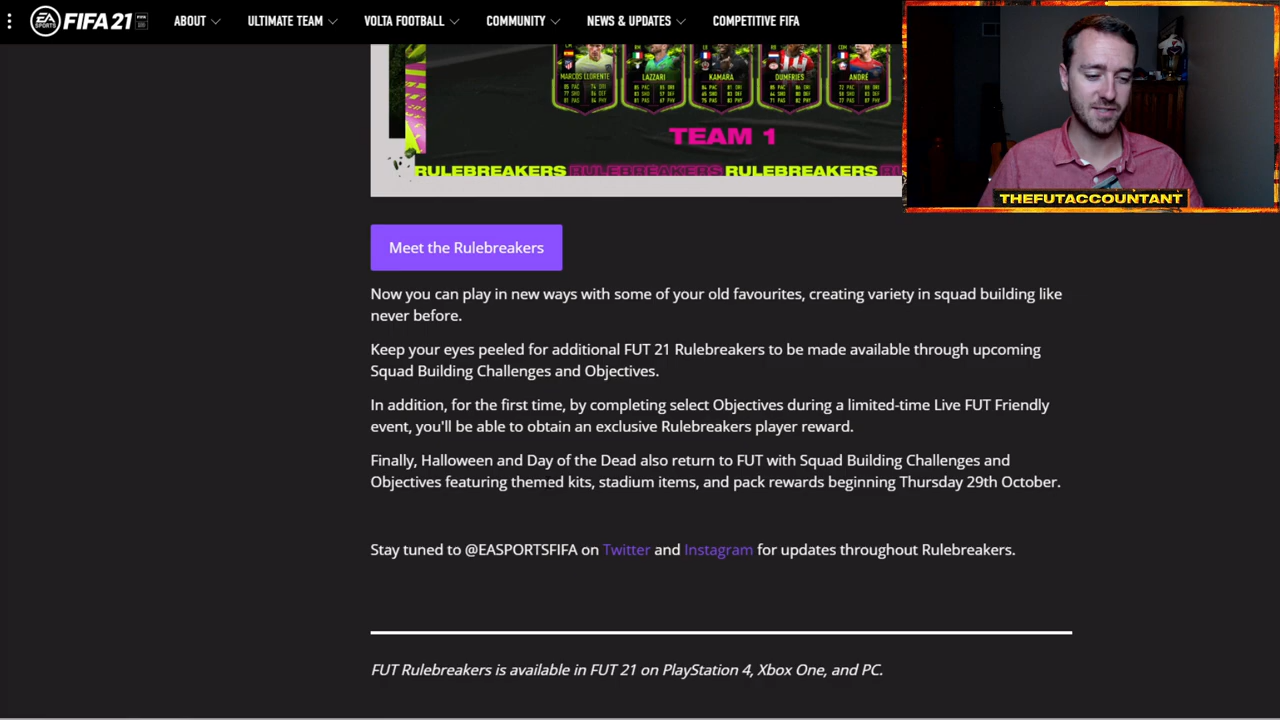 EA SPORTS FIFA 21 ABOUT ULTIMATE TEAM VOLTA FOOTBALL COMMUNITY NEWS & UPDATES COMPETITIVE FIFA
MARCOS LLORENTE LAZZARI KAMARA DUMFRIES ANDRÉ
TEAM 1
RULEBREAKERS RULEBREAKERS RULEBREAKERS RU
THEFUTACCOUNTANT
Meet the Rulebreakers
Now you can play in new ways with some of your old favourites, creating variety in squad building like
never before.
Keep your eyes peeled for additional FUT 21 Rulebreakers to be made available through upcoming
Squad Building Challenges and Objectives.
In addition, for the first time, by completing select Objectives during a limited-time Live FUT Friendly
event, you'll be able to obtain an exclusive Rulebreakers player reward.
Finally, Halloween and Day of the Dead also return to FUT with Squad Building Challenges and
Objectives featuring themed kits, stadium items, and pack rewards beginning Thursday 29th October.
Stay tuned to @EASPORTSFIFA on Twitter and Instagram for updates throughout Rulebreakers.
FUT Rulebreakers is available in FUT 21 on PlayStation 4, Xbox One, and PC.